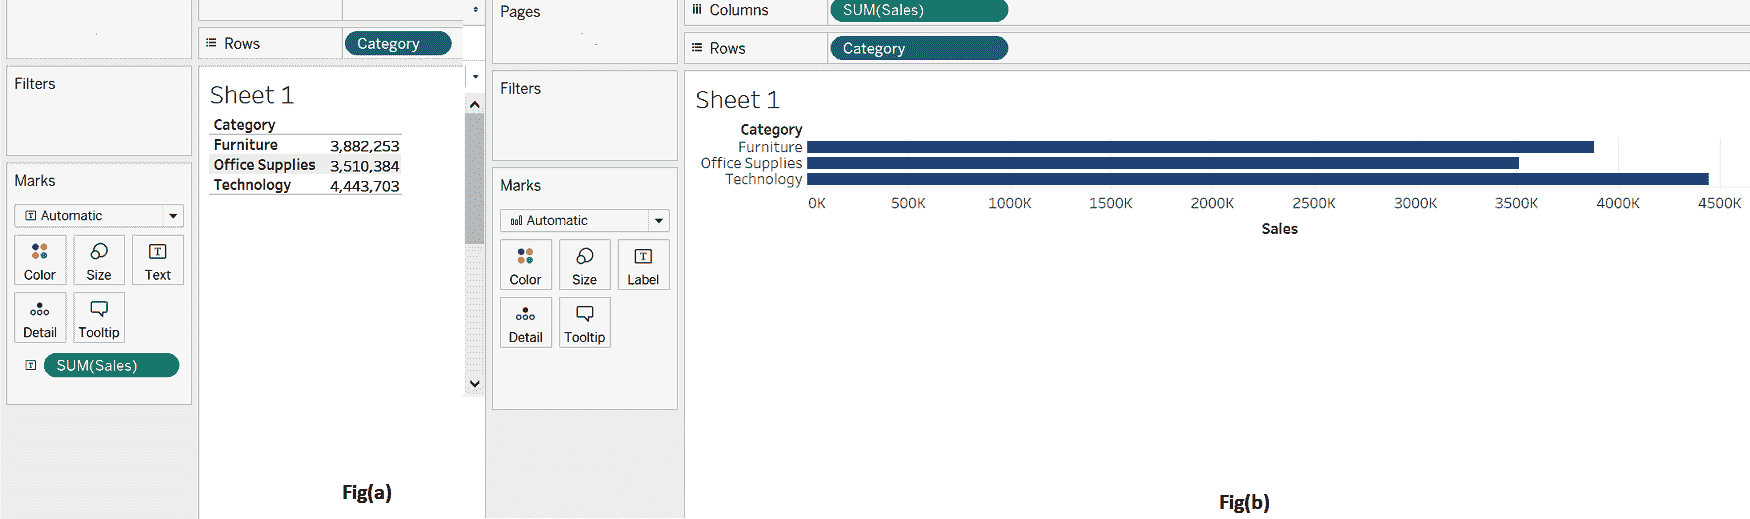 Rows
Category
Filters
Marks
Automatic
Color
Size
Text
Detail
Tooltip
SUM(Sales)
Sheet 1
Category
Furniture 3,882,253
Office Supplies 3,510,384
Technology 4,443,703
Fig(a)
Pages
Columns
SUM(Sales)
Rows
Category
Filters
Marks
Automatic
Color
Size
Label
Detail
Tooltip
Sheet 1
Category
Furniture
Office Supplies
Technology
0K 500K 1000K 1500K 2000K 2500K 3000K 3500K 4000K 4500K
Sales
Fig(b)